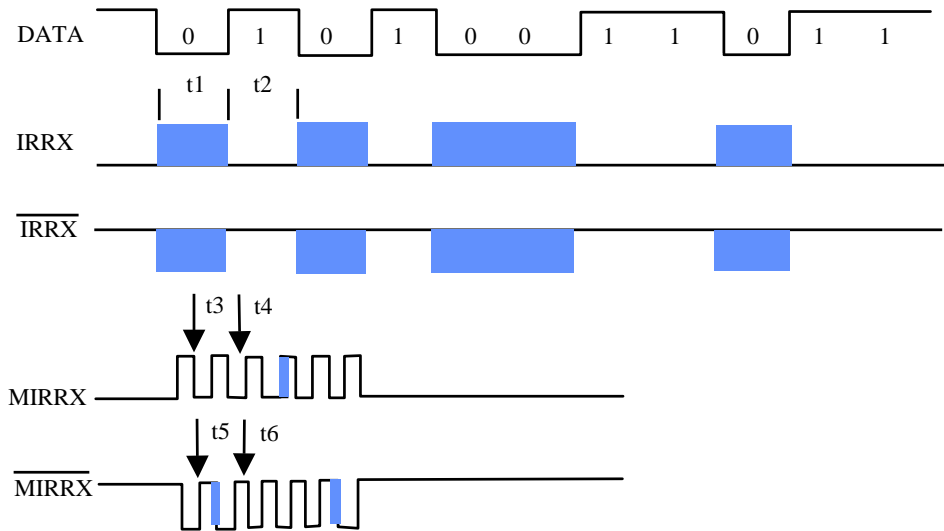 DATA 0 1 0 1 0 0 1 1 0 1 1
t1 t2
IRRX
IRRX
t3 t4
MIRRX
t5 t6
MIRRX